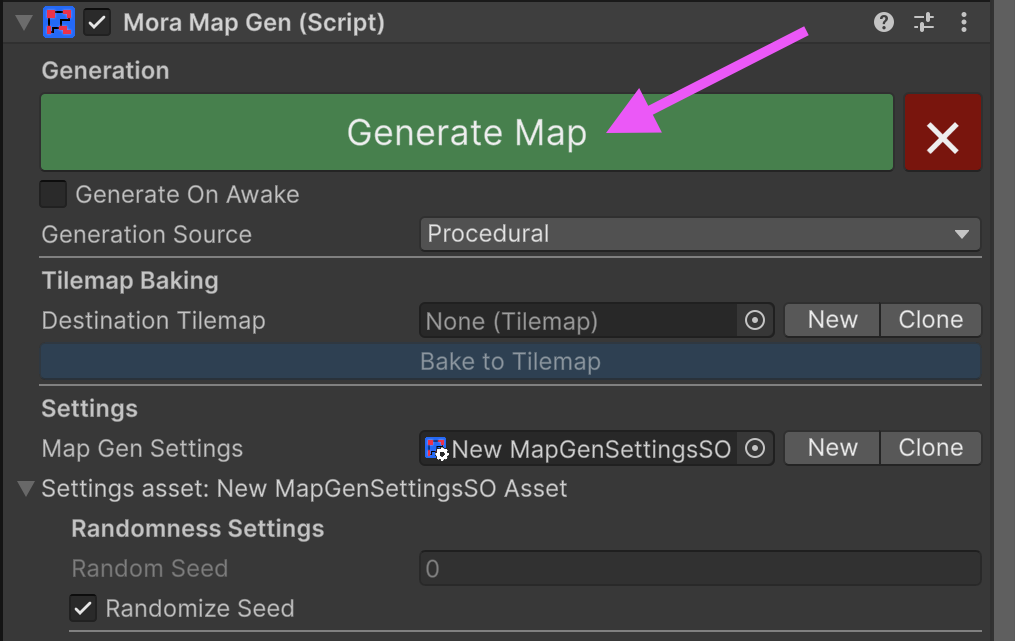 Mora Map Gen (Script)
Generation
Generate Map
Generate On Awake
Generation Source Procedural
Tilemap Baking
Destination Tilemap None (Tilemap) New Clone
Bake to Tilemap
Settings
Map Gen Settings New MapGenSettingsSO New Clone
Settings asset: New MapGenSettingsSO Asset
Randomness Settings
Random Seed 0
Randomize Seed